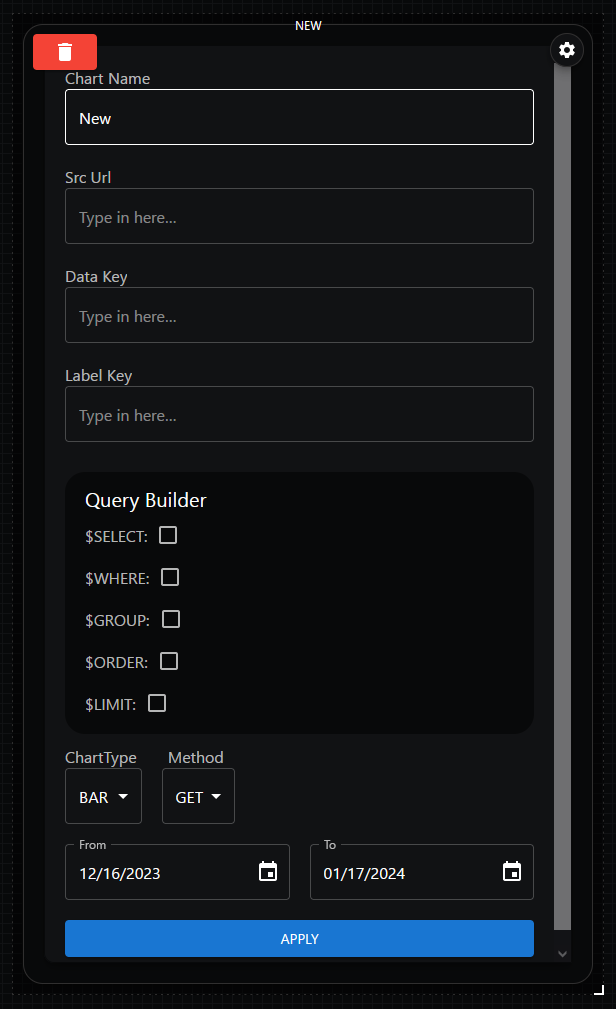 NEW
Chart Name
New
Src Url
Type in here...
Data Key
Type in here...
Label Key
Type in here...
Query Builder
$SELECT:
$WHERE:
$GROUP:
$ORDER:
$LIMIT:
ChartType Method
BAR GET
From To
12/16/2023 01/17/2024
APPLY